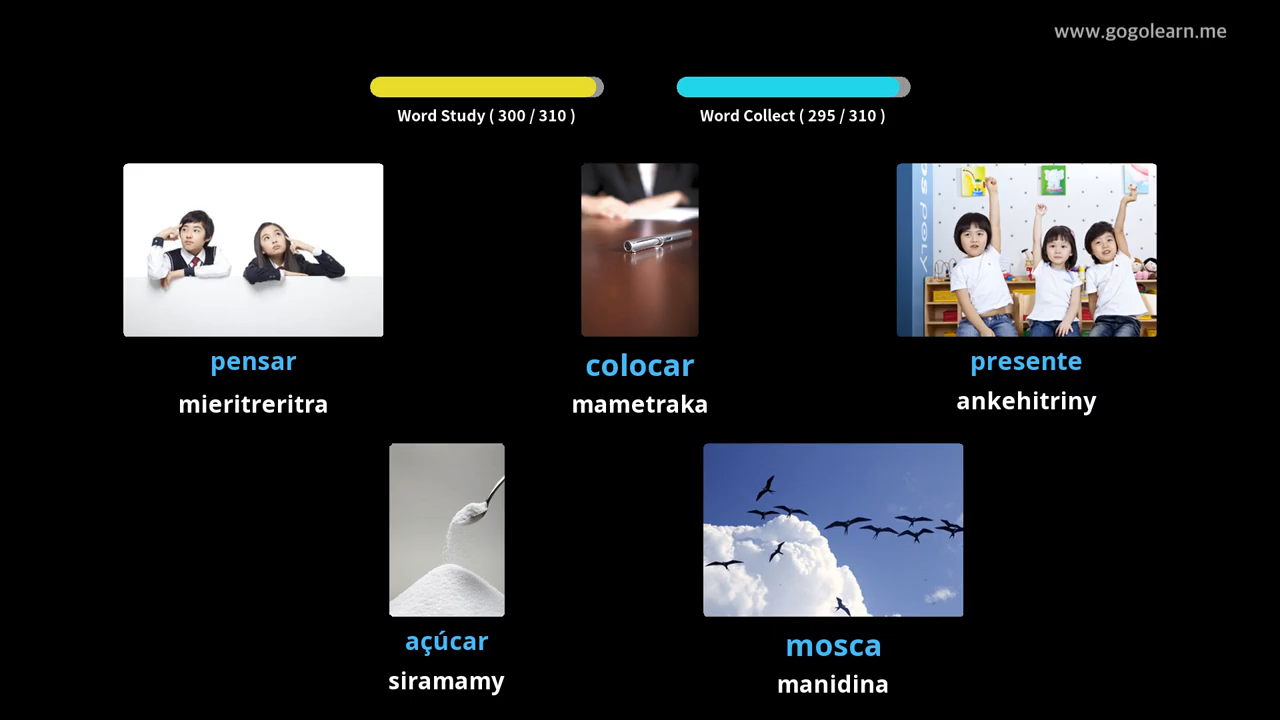 www.gogolearn.me
Word Study ( 300 / 310 )
Word Collect ( 295 / 310 )
pensar
mieritreritra
colocar
mametraka
presente
ankehitriny
açúcar
siramamy
mosca
manidina